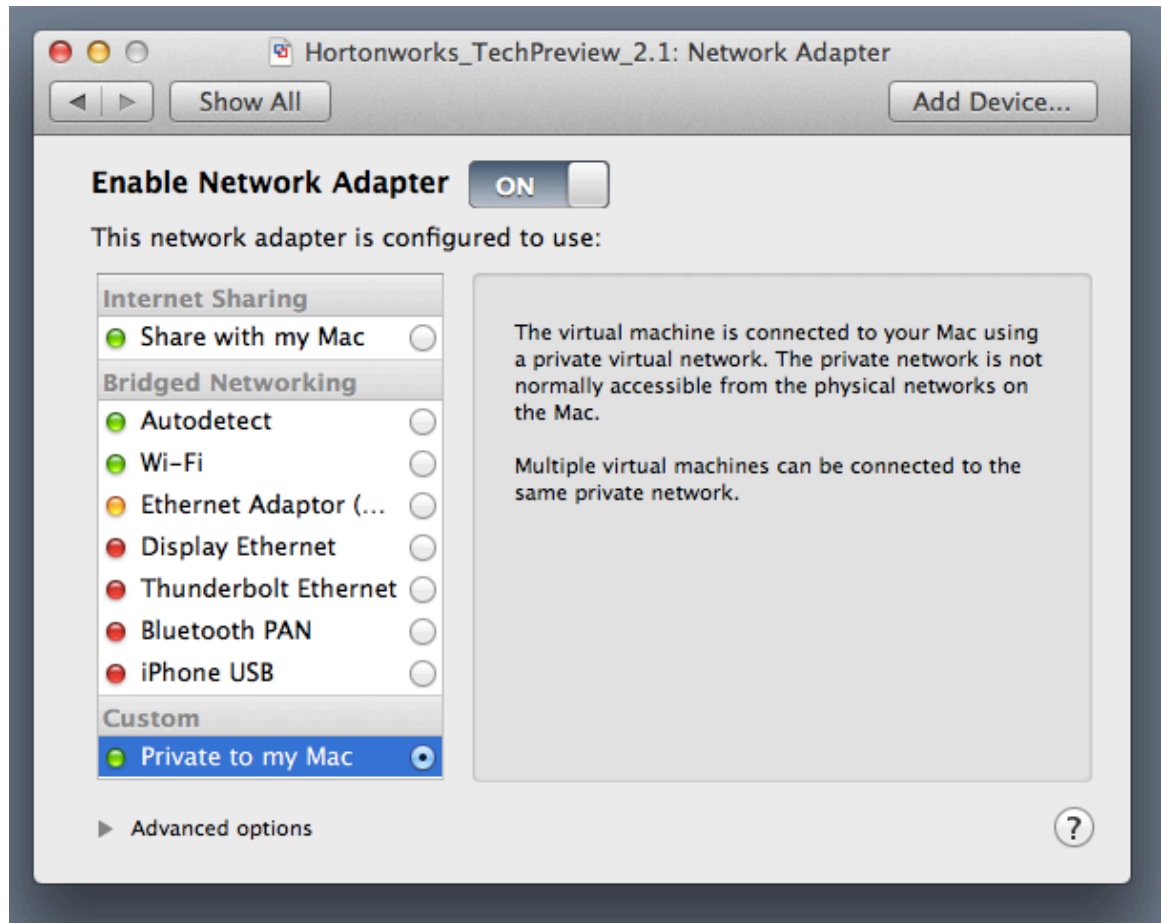 Hortonworks_TechPreview_2.1: Network Adapter
Show All
Add Device...
Enable Network Adapter
ON
This network adapter is configured to use:
Internet Sharing
Share with my Mac
Bridged Networking
Autodetect
Wi-Fi
Ethernet Adaptor (...
Display Ethernet
Thunderbolt Ethernet
Bluetooth PAN
iPhone USB
Custom
Private to my Mac
The virtual machine is connected to your Mac using
a private virtual network. The private network is not
normally accessible from the physical networks on
the Mac.
Multiple virtual machines can be connected to the
same private network.
Advanced options
?